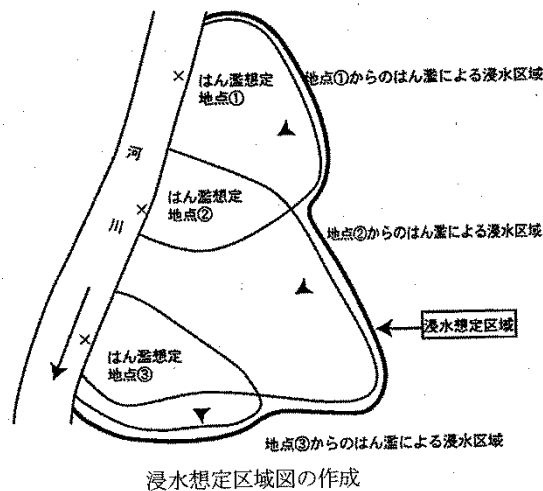 はん濫想定
地点①
地点①からのはん濫による浸水区域
河
川
はん濫想定
地点②
地点②からのはん濫による浸水区域
浸水想定区域
はん濫想定
地点③
地点③からのはん濫による浸水区域
浸水想定区域図の作成